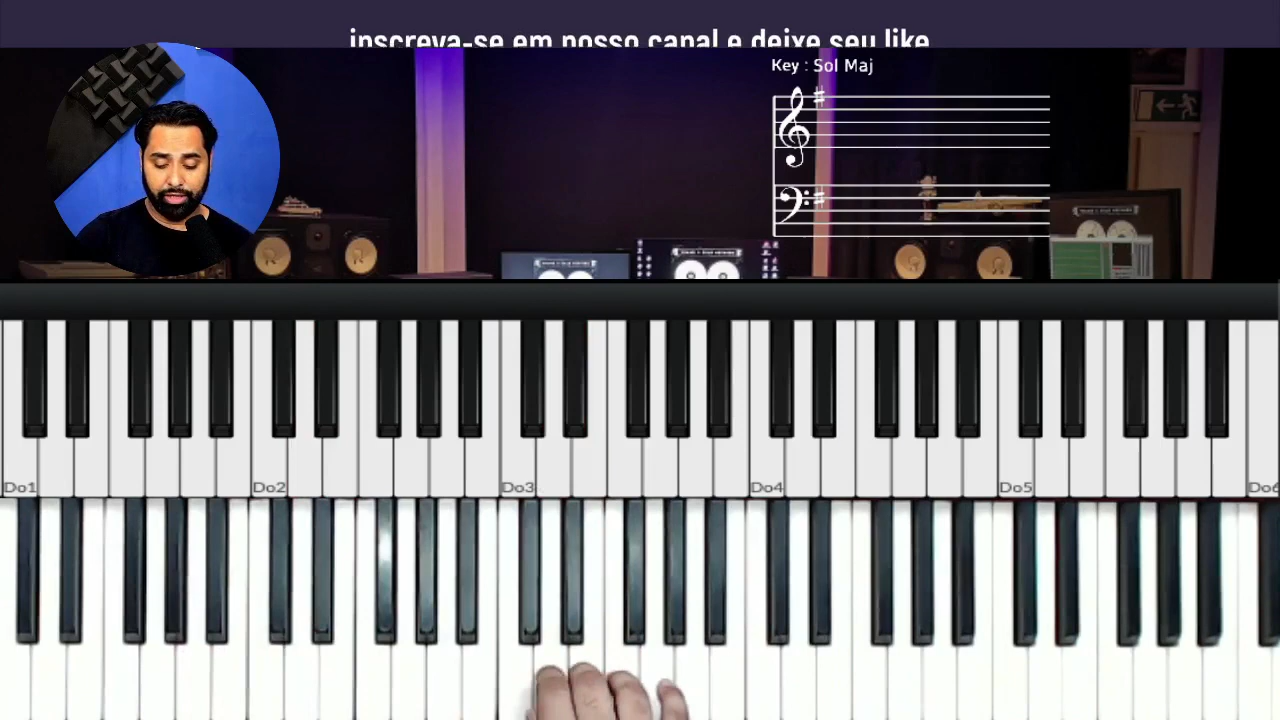 inscreva-se em nosso canal e deixe seu like
Key : Sol Maj
Do1
Do2
Do3
Do4
Do5
Do6